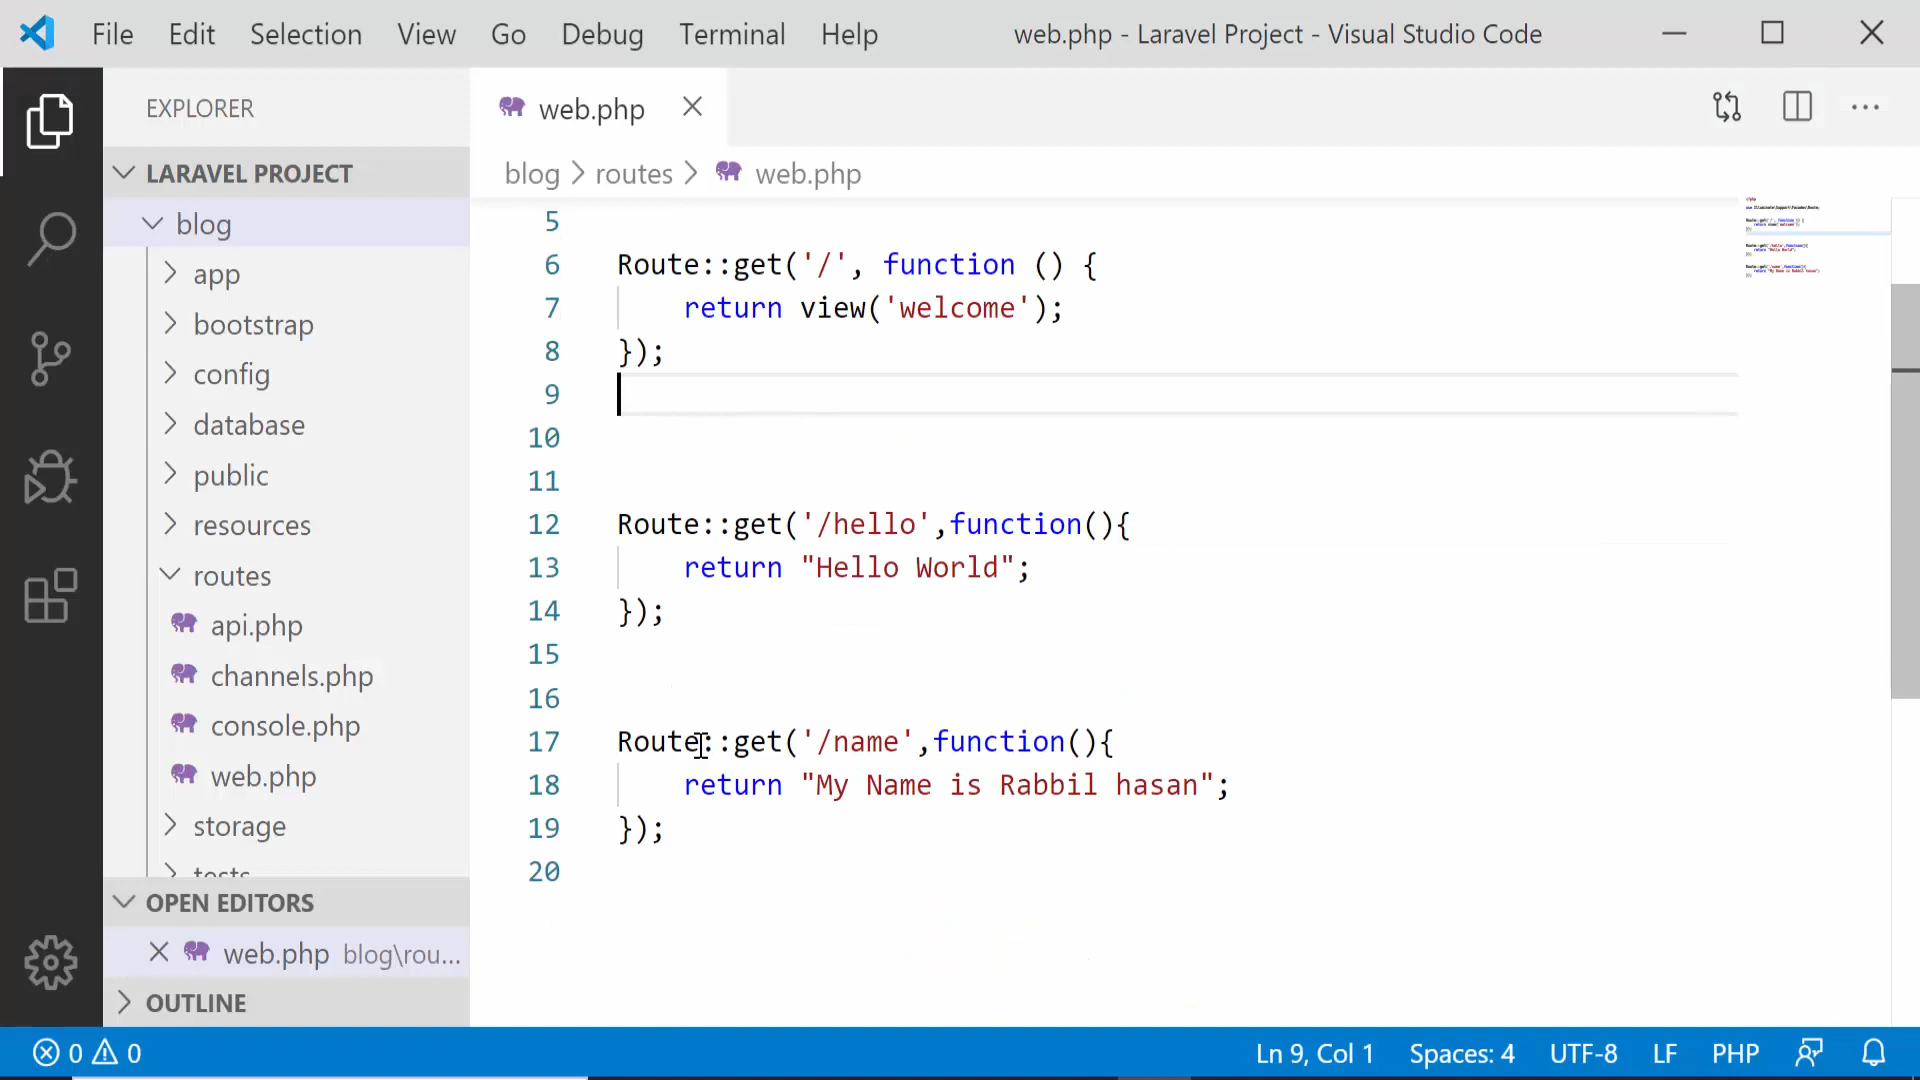 File Edit Selection View Go Debug Terminal Help web.php - Laravel Project - Visual Studio Code
EXPLORER
LARAVEL PROJECT
blog
app
bootstrap
config
database
public
resources
routes
api.php
channels.php
console.php
web.php
storage
tests
OPEN EDITORS
web.php blog\rou...
OUTLINE
web.php
blog > routes > web.php
5
6 Route::get('/', function () {
7 return view('welcome');
8 });
9
10
11
12 Route::get('/hello',function(){
13 return "Hello World";
14 });
15
16
17 Route::get('/name',function(){
18 return "My Name is Rabbil hasan";
19 });
20
0 0 Ln 9, Col 1 Spaces: 4 UTF-8 LF PHP